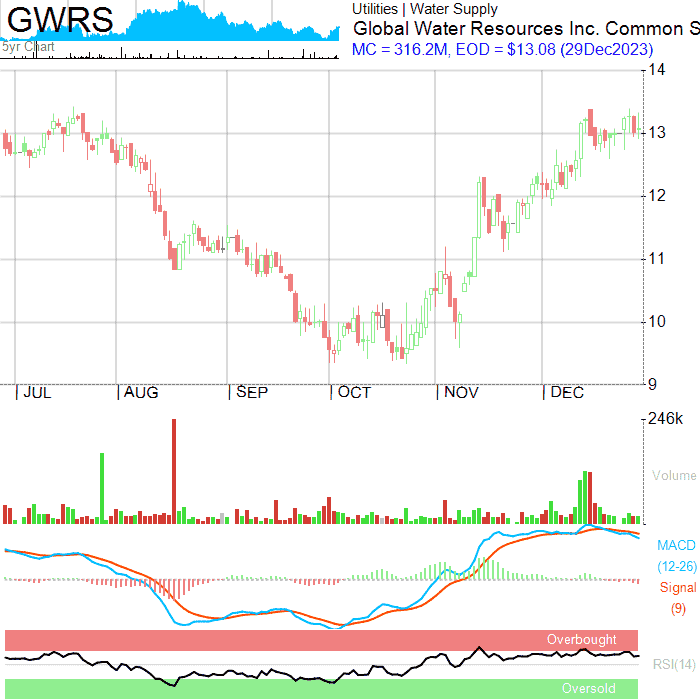 GWRS
5yr Chart
Utilities | Water Supply
Global Water Resources Inc. Common S
MC = 316.2M, EOD = $13.08 (29Dec2023)
14
13
12
11
10
9
JUL
AUG
SEP
OCT
NOV
DEC
246k
Volume
MACD
(12-26)
Signal
(9)
Overbought
RSI(14)
Oversold